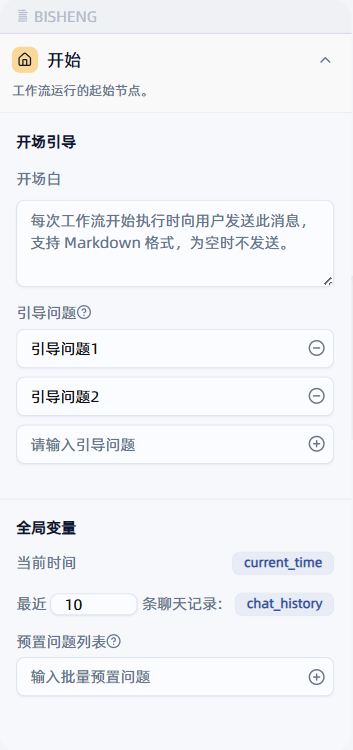 BISHENG
开始
工作流运行的起始节点。
开场引导
开场白
每次工作流开始执行时向用户发送此消息，
支持 Markdown 格式，为空时不发送。
引导问题
引导问题1
引导问题2
请输入引导问题
全局变量
当前时间 current_time
最近 10 条聊天记录： chat_history
预置问题列表
输入批量预置问题